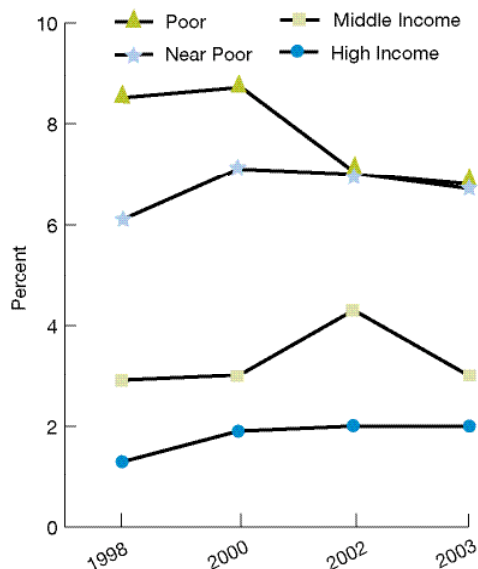 Poor
Middle Income
Near Poor
High Income
Percent
10
8
6
4
2
0
1998
2000
2002
2003